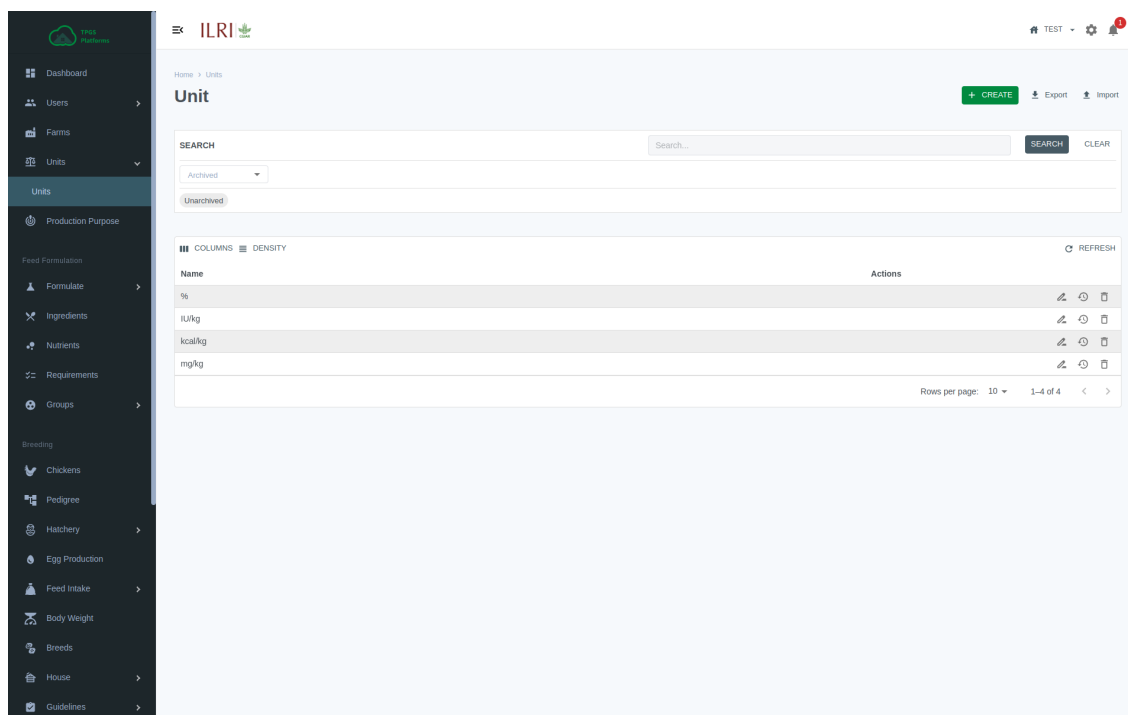 TPGS
Platforms
Dashboard
Users
Farms
Units
Units
Production Purpose
Feed Formulation
Formulate
Ingredients
Nutrients
Requirements
Groups
Breeding
Chickens
Pedigree
Hatchery
Egg Production
Feed Intake
Body Weight
Breeds
House
Guidelines
ILRI
CGIAR
TEST
1
Home > Units
Unit
+ CREATE
Export
Import
SEARCH
Search...
SEARCH
CLEAR
Archived
Unarchived
COLUMNS
DENSITY
REFRESH
Name
Actions
%
IU/kg
kcal/kg
mg/kg
Rows per page: 10
1–4 of 4